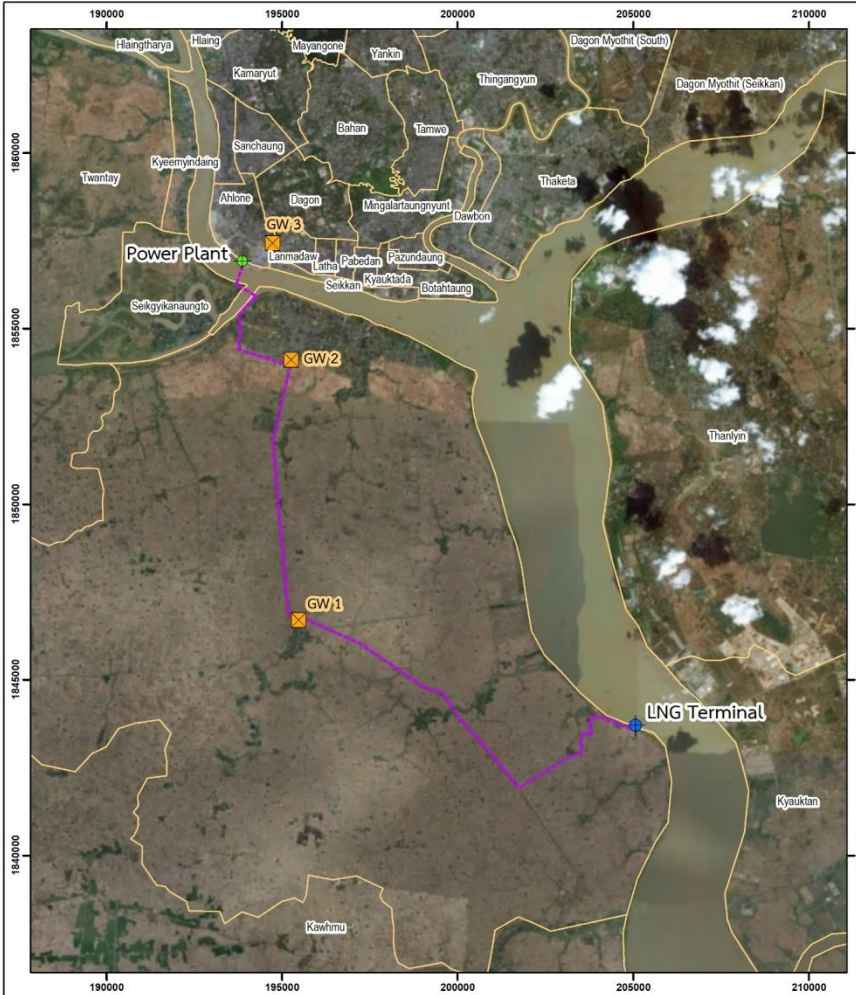 190000 195000 200000 205000 210000
Hlaingtharya
Hlaing
Mayangone
Yankin
Dagon Myothit (South)
Kamaryut
Thingangyun
Dagon Myothit (Seikkan)
Bahan
Tamwe
Sanchaung
1860000
Kyeemyindaing
Twantay
Thaketa
Ahlone
Dagon
Mingalartaungnyunt
Dawbon
GW 3
Power Plant
Lanmadaw
Latha
Pabedan
Pazundaung
Kyauktada
Seikkan
Botahtaung
Seikgyikanaungto
1855000
GW 2
Thanlyin
1850000
GW 1
1845000
LNG Terminal
Kyauktan
1840000
Kawhmu
190000 195000 200000 205000 210000